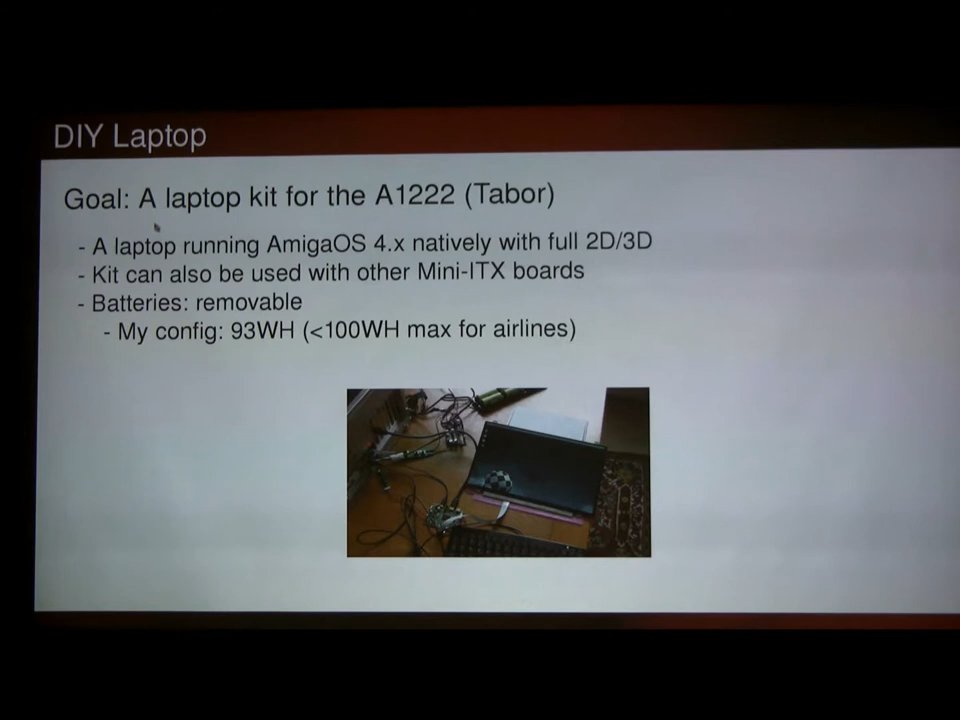 DIY Laptop
Goal: A laptop kit for the A1222 (Tabor)
- A laptop running AmigaOS 4.x natively with full 2D/3D
- Kit can also be used with other Mini-ITX boards
- Batteries: removable
- My config: 93WH (<100WH max for airlines)